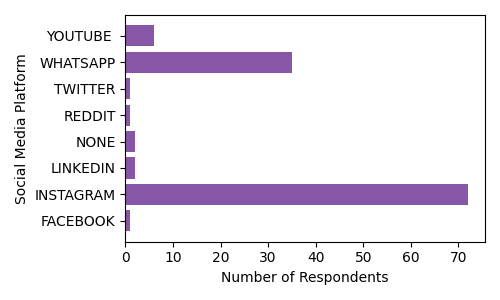 Social Media Platform
YOUTUBE
WHATSAPP
TWITTER
REDDIT
NONE
LINKEDIN
INSTAGRAM
FACEBOOK
0 10 20 30 40 50 60 70
Number of Respondents